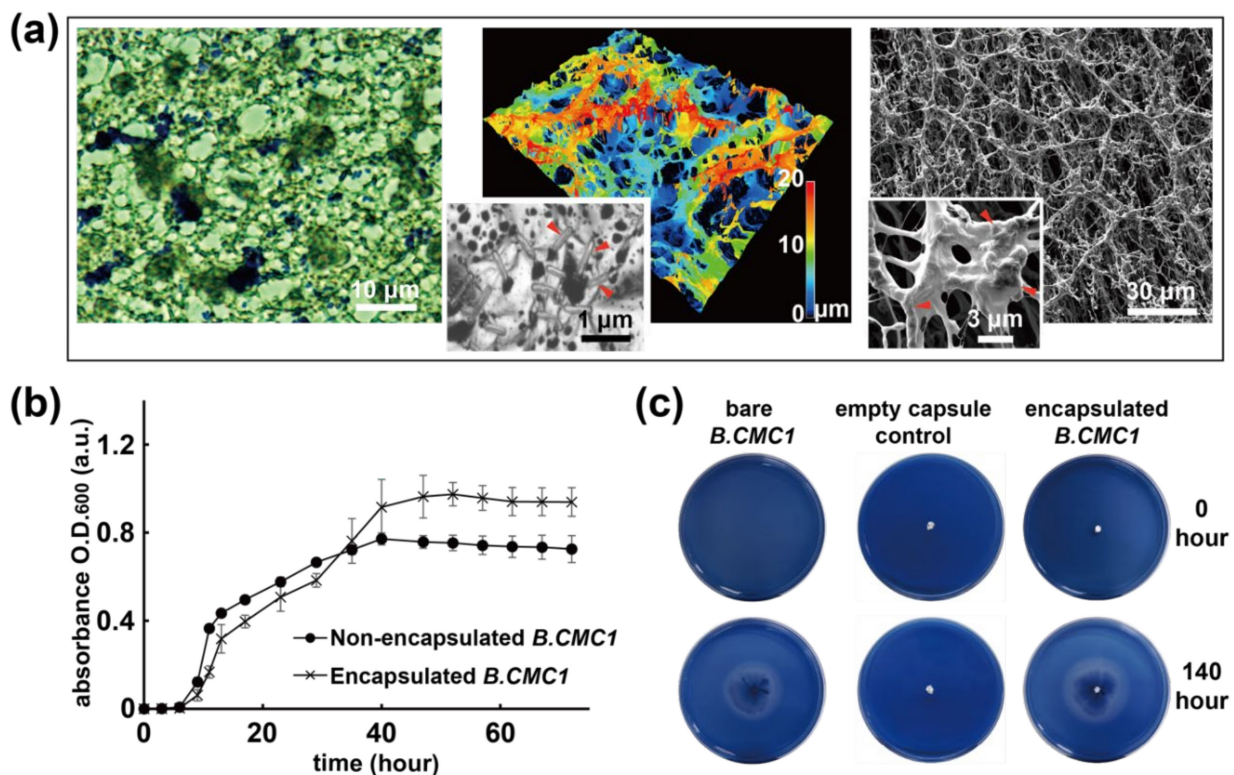 (a)
10 μm
1 μm
20
10
0 μm
3 μm
30 μm
(b)
absorbance O.D.600 (a.u.)
1.2
0.8
0.4
0
0
20
40
60
time (hour)
Non-encapsulated B.CMC1
Encapsulated B.CMC1
(c)
bare
B.CMC1
empty capsule
control
encapsulated
B.CMC1
0
hour
140
hour